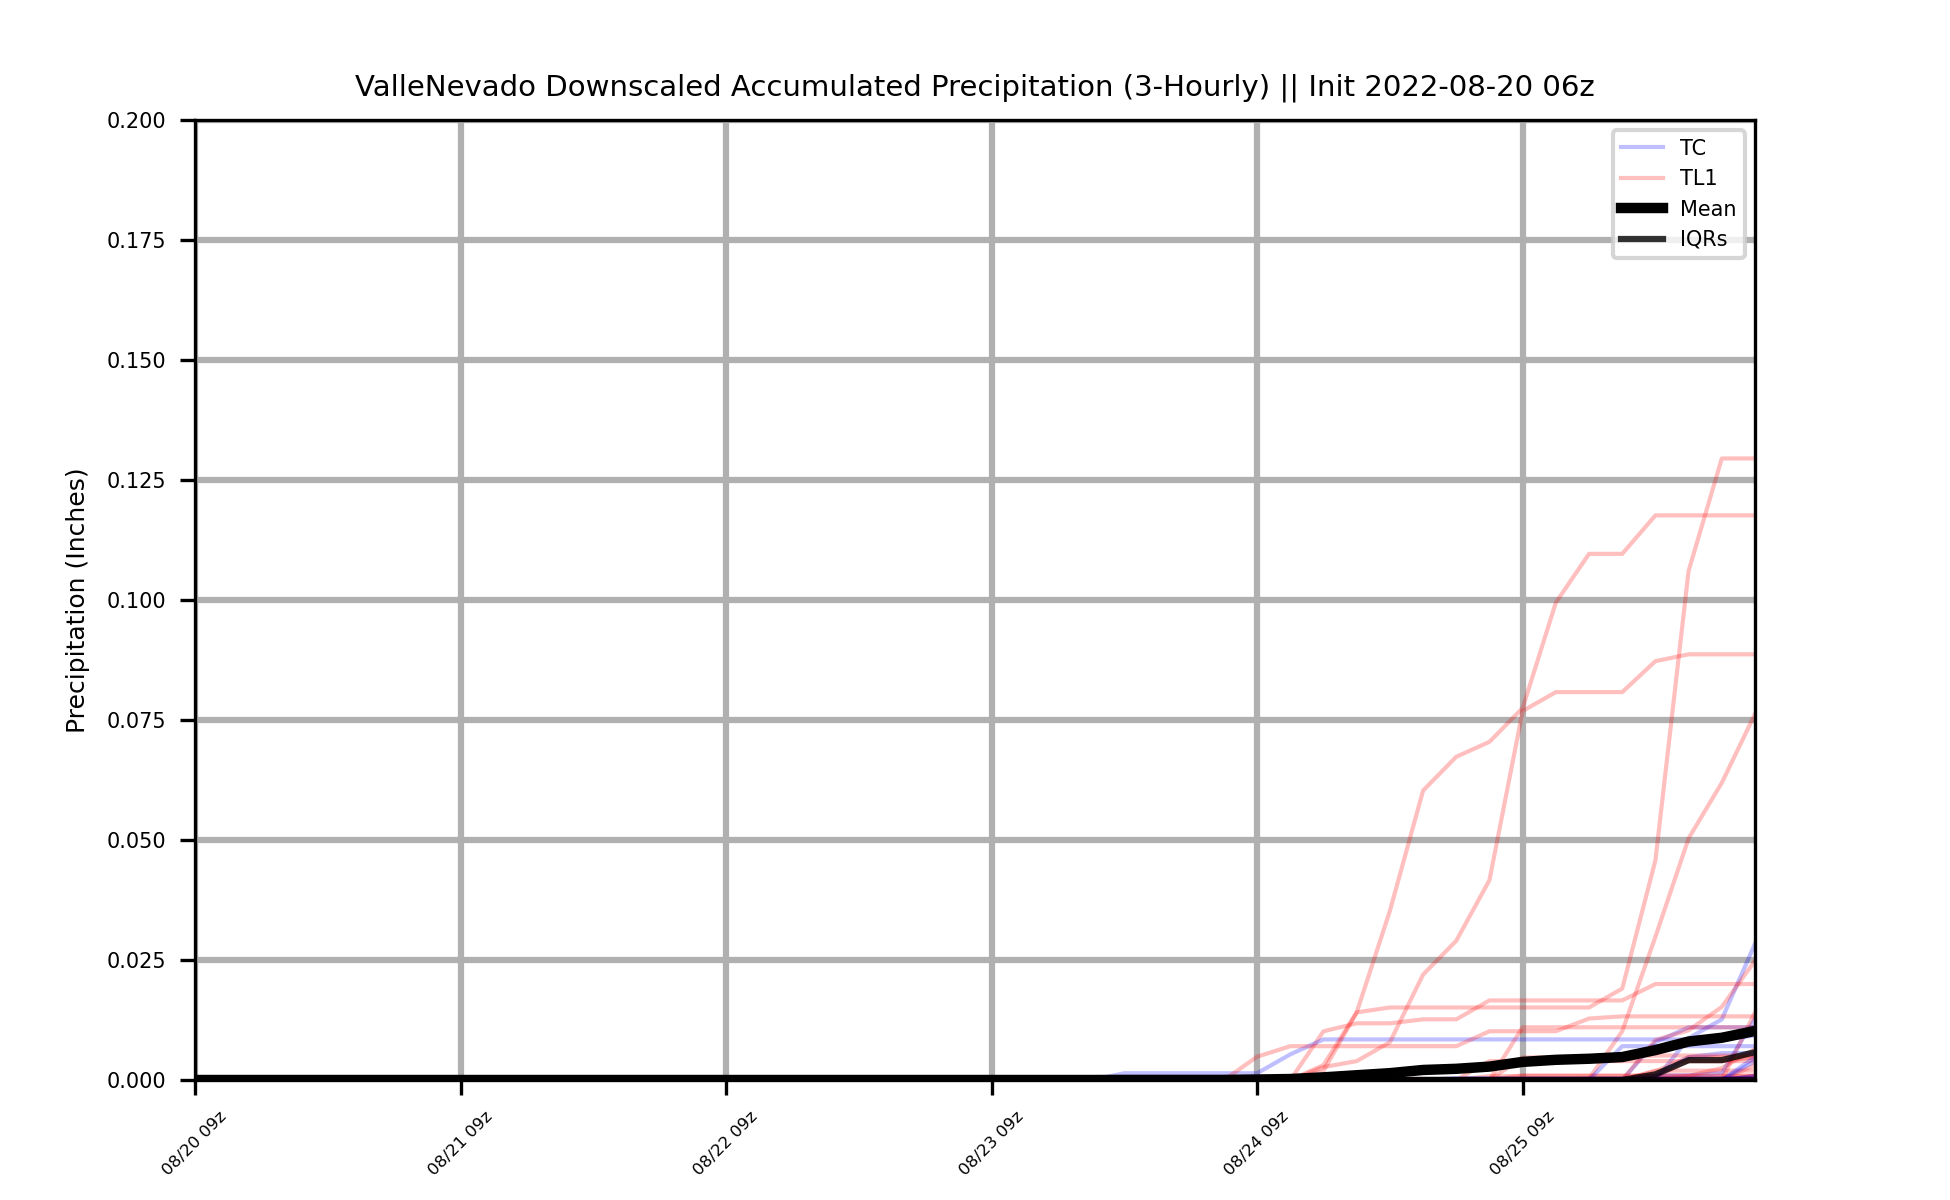 ValleNevado Downscaled Accumulated Precipitation (3-Hourly) || Init 2022-08-20 06z
Precipitation (Inches)
0.200
0.175
0.150
0.125
0.100
0.075
0.050
0.025
0.000
TC
TL1
Mean
IQRs
08/20 09z
08/21 09z
08/22 09z
08/23 09z
08/24 09z
08/25 09z